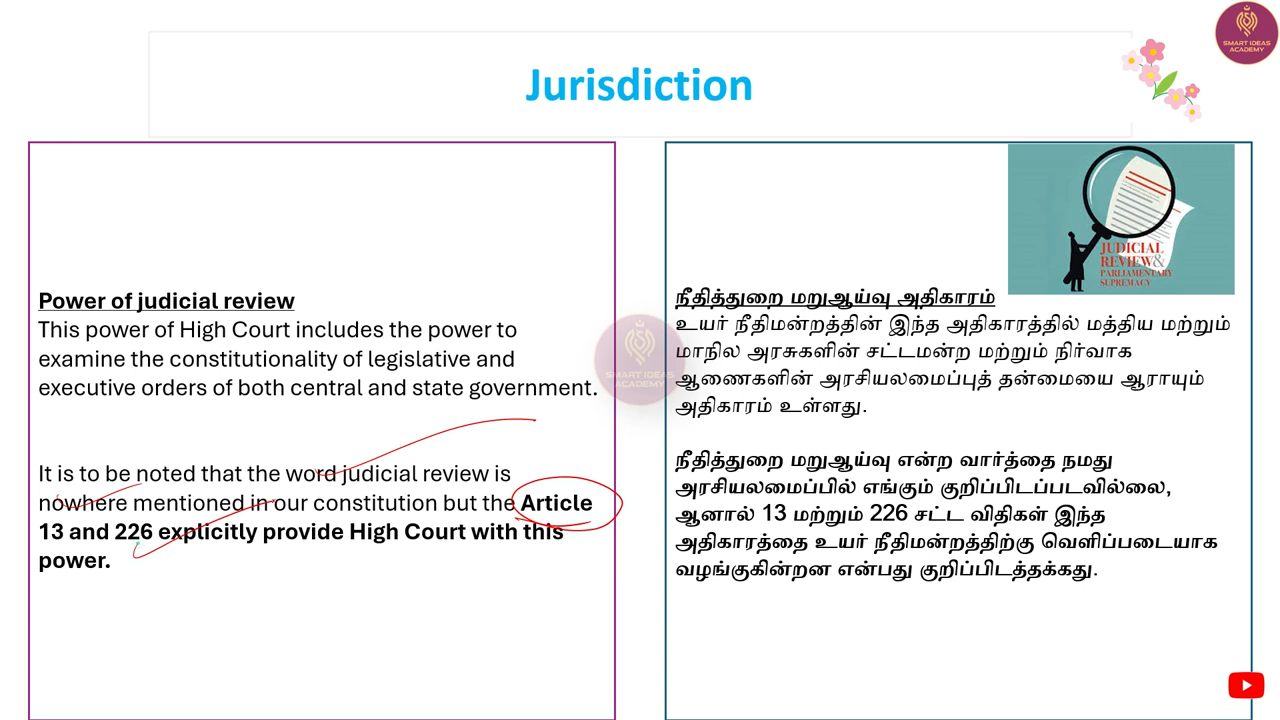 SMART IDEAS
ACADEMY
Jurisdiction
Power of judicial review
This power of High Court includes the power to
examine the constitutionality of legislative and
executive orders of both central and state government.
It is to be noted that the word judicial review is
nowhere mentioned in our constitution but the Article
13 and 226 explicitly provide High Court with this
power.
SMART IDEAS
ACADEMY
JUDICIAL
REVIEW&
PARLIAMENTARY
SUPREMACY
நீதித்துறை மறுஆய்வு அதிகாரம்
உயர் நீதிமன்றத்தின் இந்த அதிகாரத்தில் மத்திய மற்றும்
மாநில அரசுகளின் சட்டமன்ற மற்றும் நிர்வாக
ஆணைகளின் அரசியலமைப்புத் தன்மையை ஆராயும்
அதிகாரம் உள்ளது.
நீதித்துறை மறுஆய்வு என்ற வார்த்தை நமது
அரசியலமைப்பில் எங்கும் குறிப்பிடப்படவில்லை,
ஆனால் 13 மற்றும் 226 சட்ட விதிகள் இந்த
அதிகாரத்தை உயர் நீதிமன்றத்திற்கு வெளிப்படையாக
வழங்குகின்றன என்பது குறிப்பிடத்தக்கது.